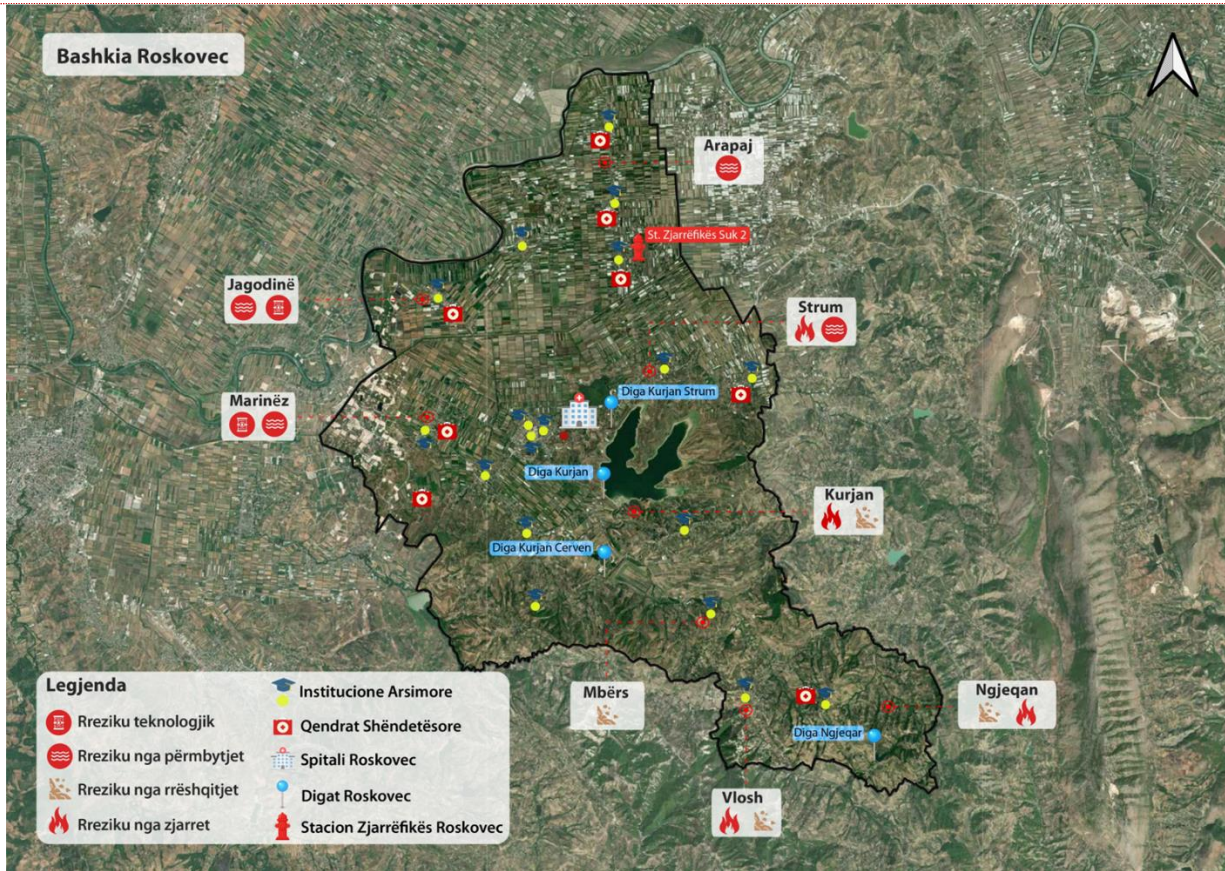 Bashkia Roskovec
Arapaj
St. Zjarrëfikës Suk 2
Jagodinë
Strum
Diga Kurjan Strum
Marinëz
Diga Kurjan
Kurjan
Diga Kurjan Cerven
Mbërs
Ngjeqan
Diga Ngjeqar
Vlosh
Legjenda
Rreziku teknologjik
Rreziku nga përmbytjet
Rreziku nga rrëshqitjet
Rreziku nga zjarret
Institucione Arsimore
Qendrat Shëndetësore
Spitali Roskovec
Digat Roskovec
Stacion Zjarrëfikës Roskovec